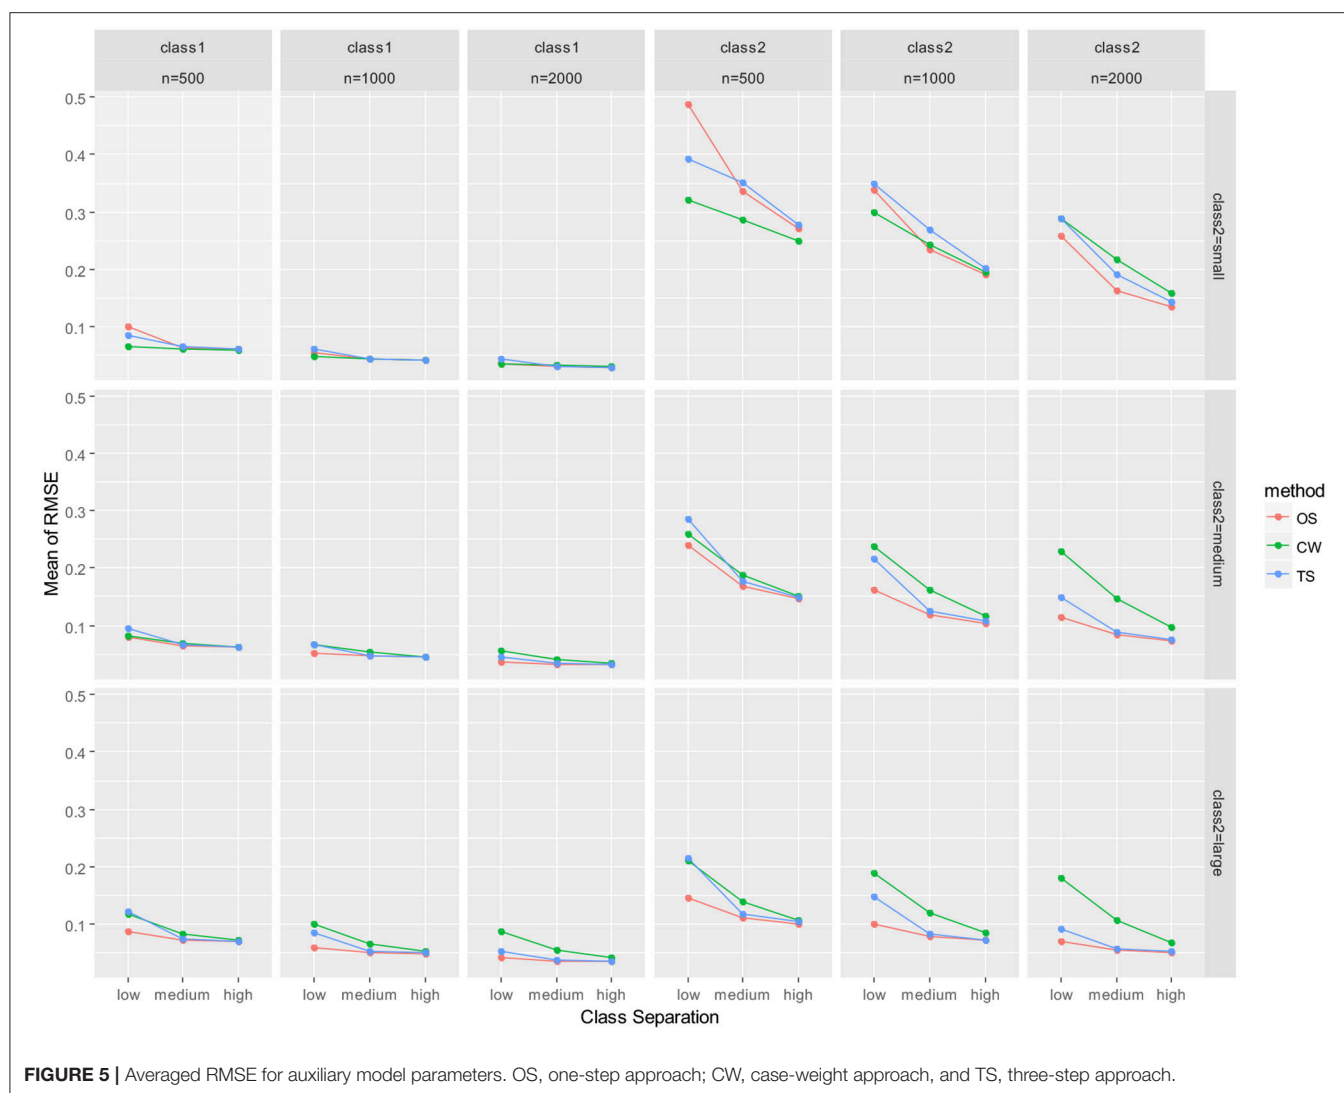 class1 class1 class1 class2 class2 class2
n=500 n=1000 n=2000 n=500 n=1000 n=2000
0.5
0.4
0.3
0.2
0.1
class2=small
0.5
0.4
0.3
0.2
0.1
class2=medium
0.5
0.4
0.3
0.2
0.1
class2=large
Mean of RMSE
low medium high low medium high low medium high low medium high low medium high low medium high
Class Separation
method
OS
CW
TS
FIGURE 5 | Averaged RMSE for auxiliary model parameters. OS, one-step approach; CW, case-weight approach, and TS, three-step approach.